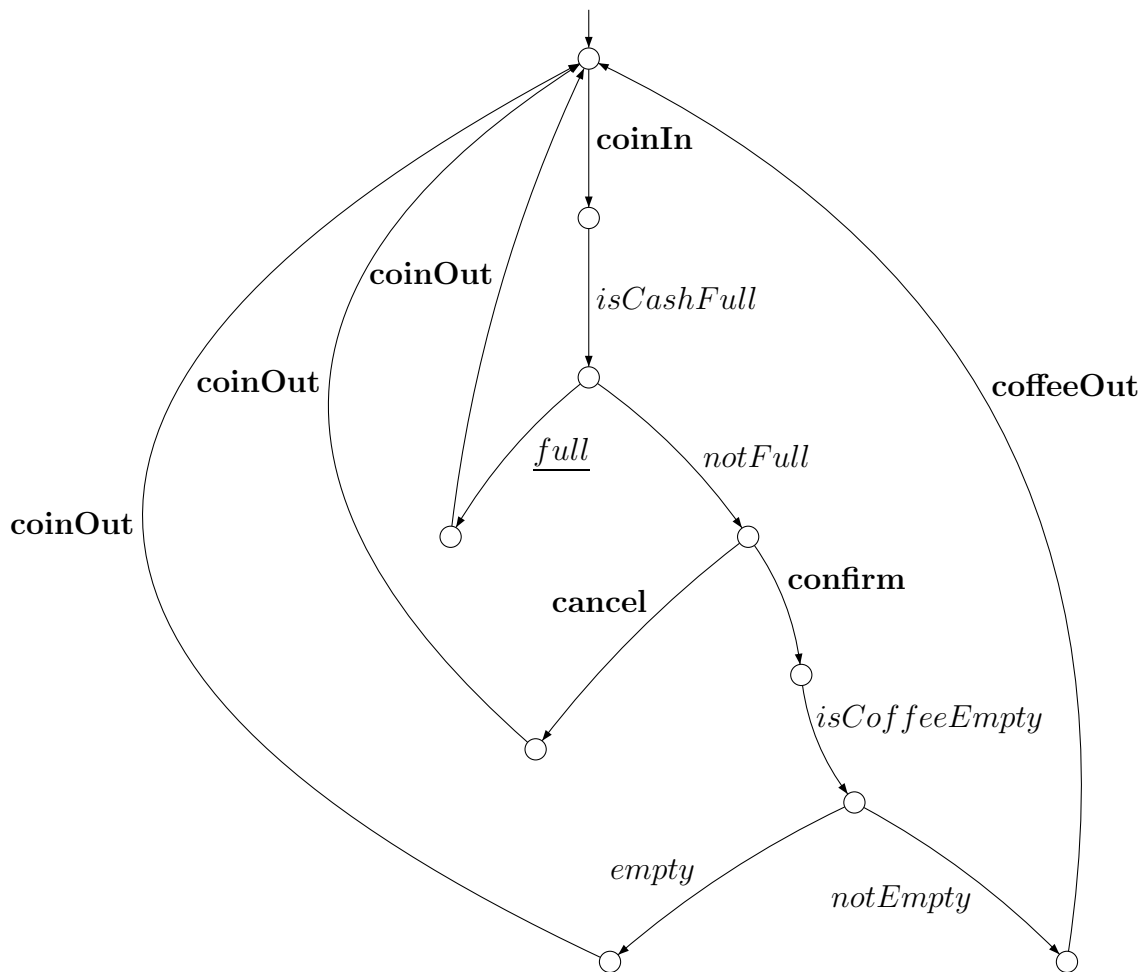 coinIn
coinOut
isCashFull
coinOut
coffeeOut
full
notFull
coinOut
confirm
cancel
isCoffeeEmpty
empty
notEmpty